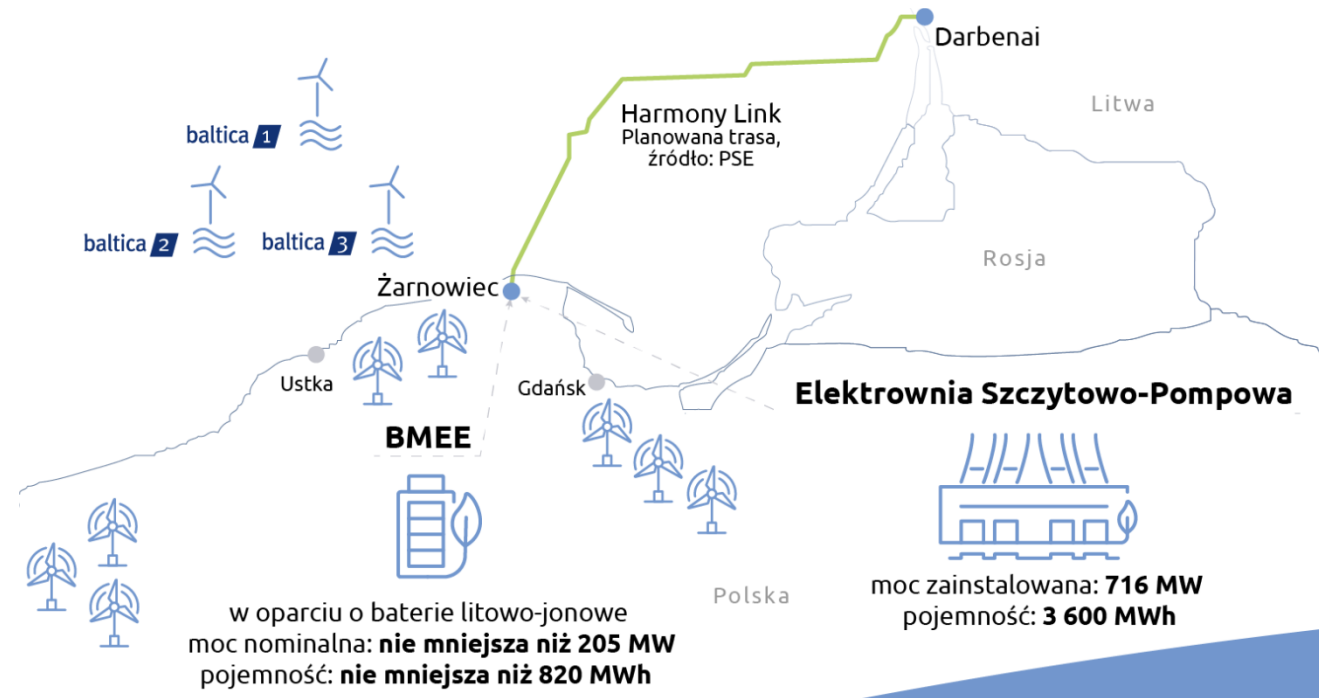 Darbenai
Litwa
Harmony Link
Planowana trasa,
źródło: PSE
baltica 1
baltica 2
baltica 3
Rosja
Żarnowiec
Ustka
Gdańsk
BMEE
w oparciu o baterie litowo-jonowe
moc nominalna: nie mniejsza niż 205 MW
pojemność: nie mniejsza niż 820 MWh
Elektrownia Szczytowo-Pompowa
moc zainstalowana: 716 MW
pojemność: 3 600 MWh
Polska